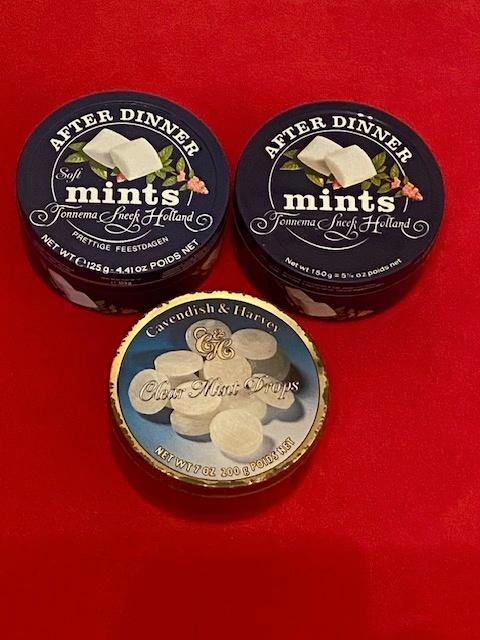 AFTER DINNER
Soft
mints
Tonnema Sneek Holland
PRETTIGE FEESTDAGEN
NET WT ℮ 125 g - 4.41 OZ POIDS NET
AFTER DINNER
mints
Tonnema Sneek Holland
Net wt 150 g = 5¼ oz poids net
Cavendish & Harvey
C&H
Clear Mint Drops
NET WT 7 OZ 200 g POIDS NET